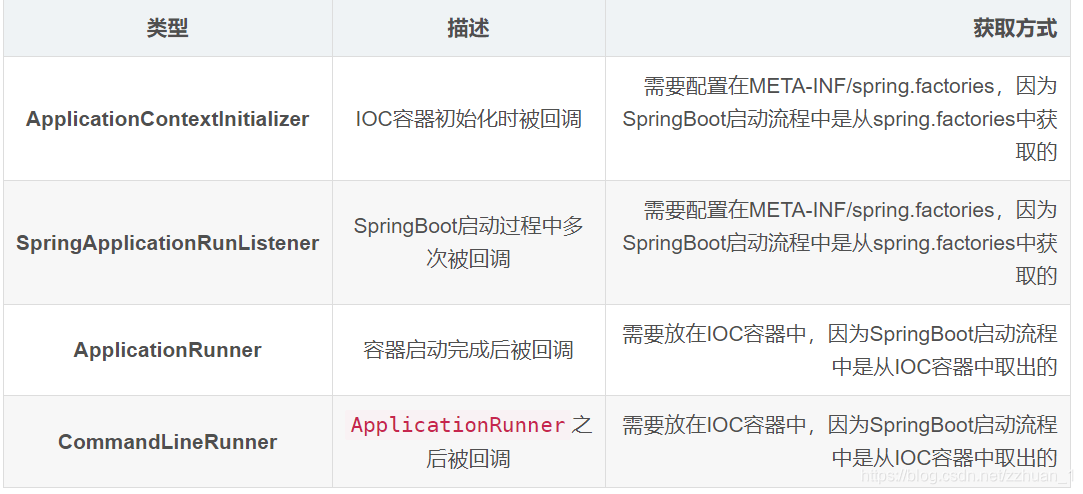 类型 描述 获取方式
需要配置在META-INF/spring.factories，因为
ApplicationContextInitializer IOC容器初始化时被回调 SpringBoot启动流程中是从spring.factories中获
取的
需要配置在META-INF/spring.factories，因为
SpringApplicationRunListener SpringBoot启动过程中多 SpringBoot启动流程中是从spring.factories中获
次被回调 取的
ApplicationRunner 容器启动完成后被回调 需要放在IOC容器中，因为SpringBoot启动流程
中是从IOC容器中取出的
CommandLineRunner ApplicationRunner之 需要放在IOC容器中，因为SpringBoot启动流程
后被回调 中是从IOC容器中取出的
https://blog.csdn.net/zzhuan_1